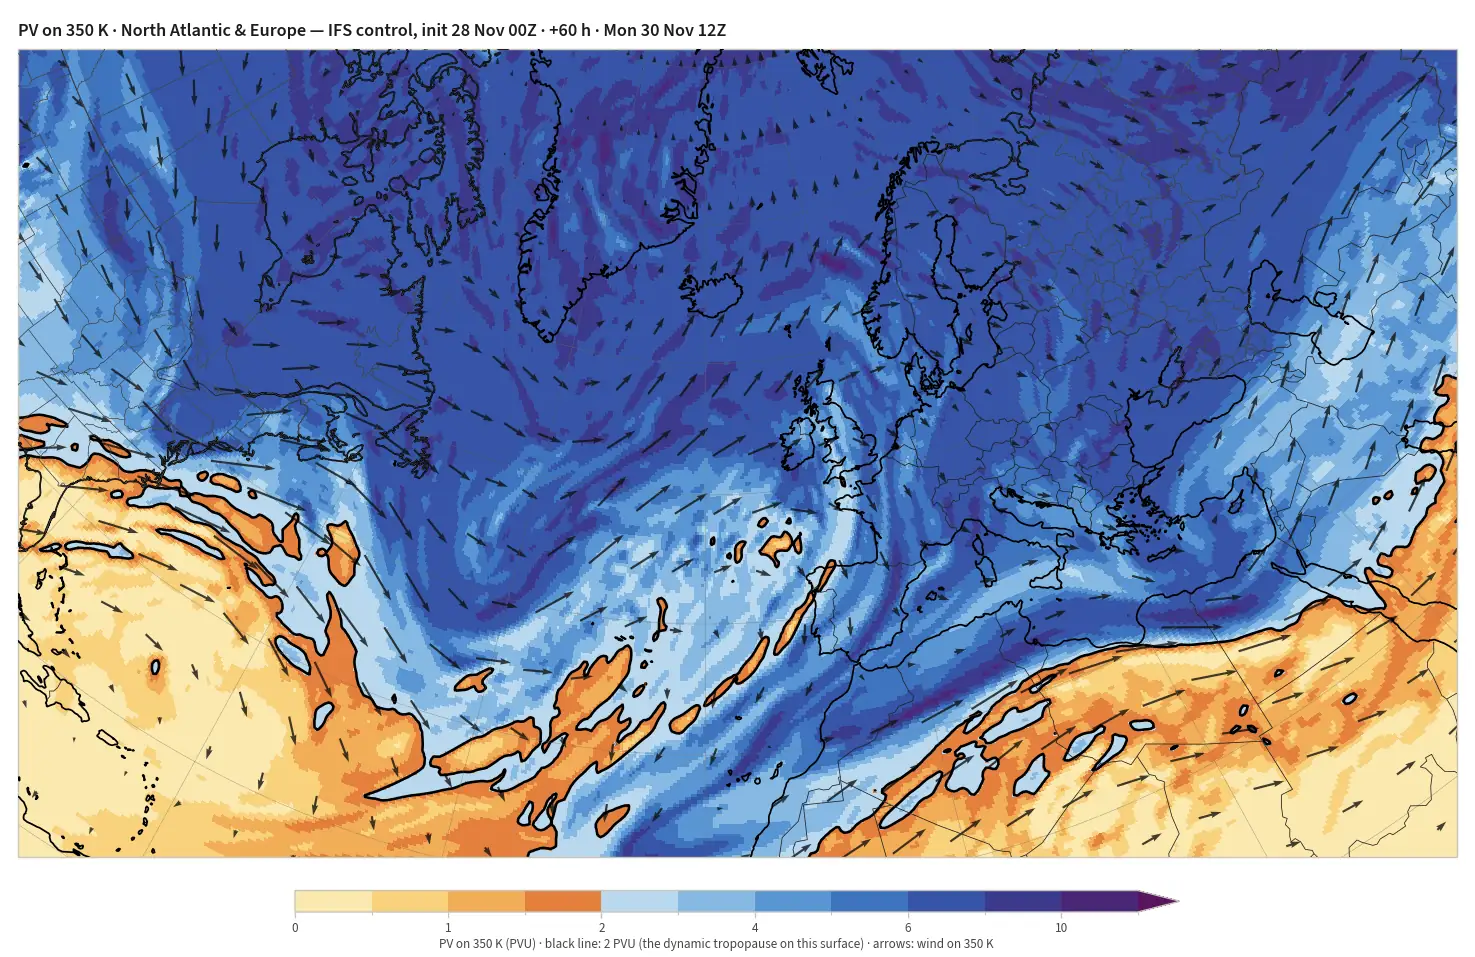 PV on 350 K · North Atlantic & Europe — IFS control, init 28 Nov 00Z · +60 h · Mon 30 Nov 12Z
0 1 2 4 6 10
PV on 350 K (PVU) · black line: 2 PVU (the dynamic tropopause on this surface) · arrows: wind on 350 K